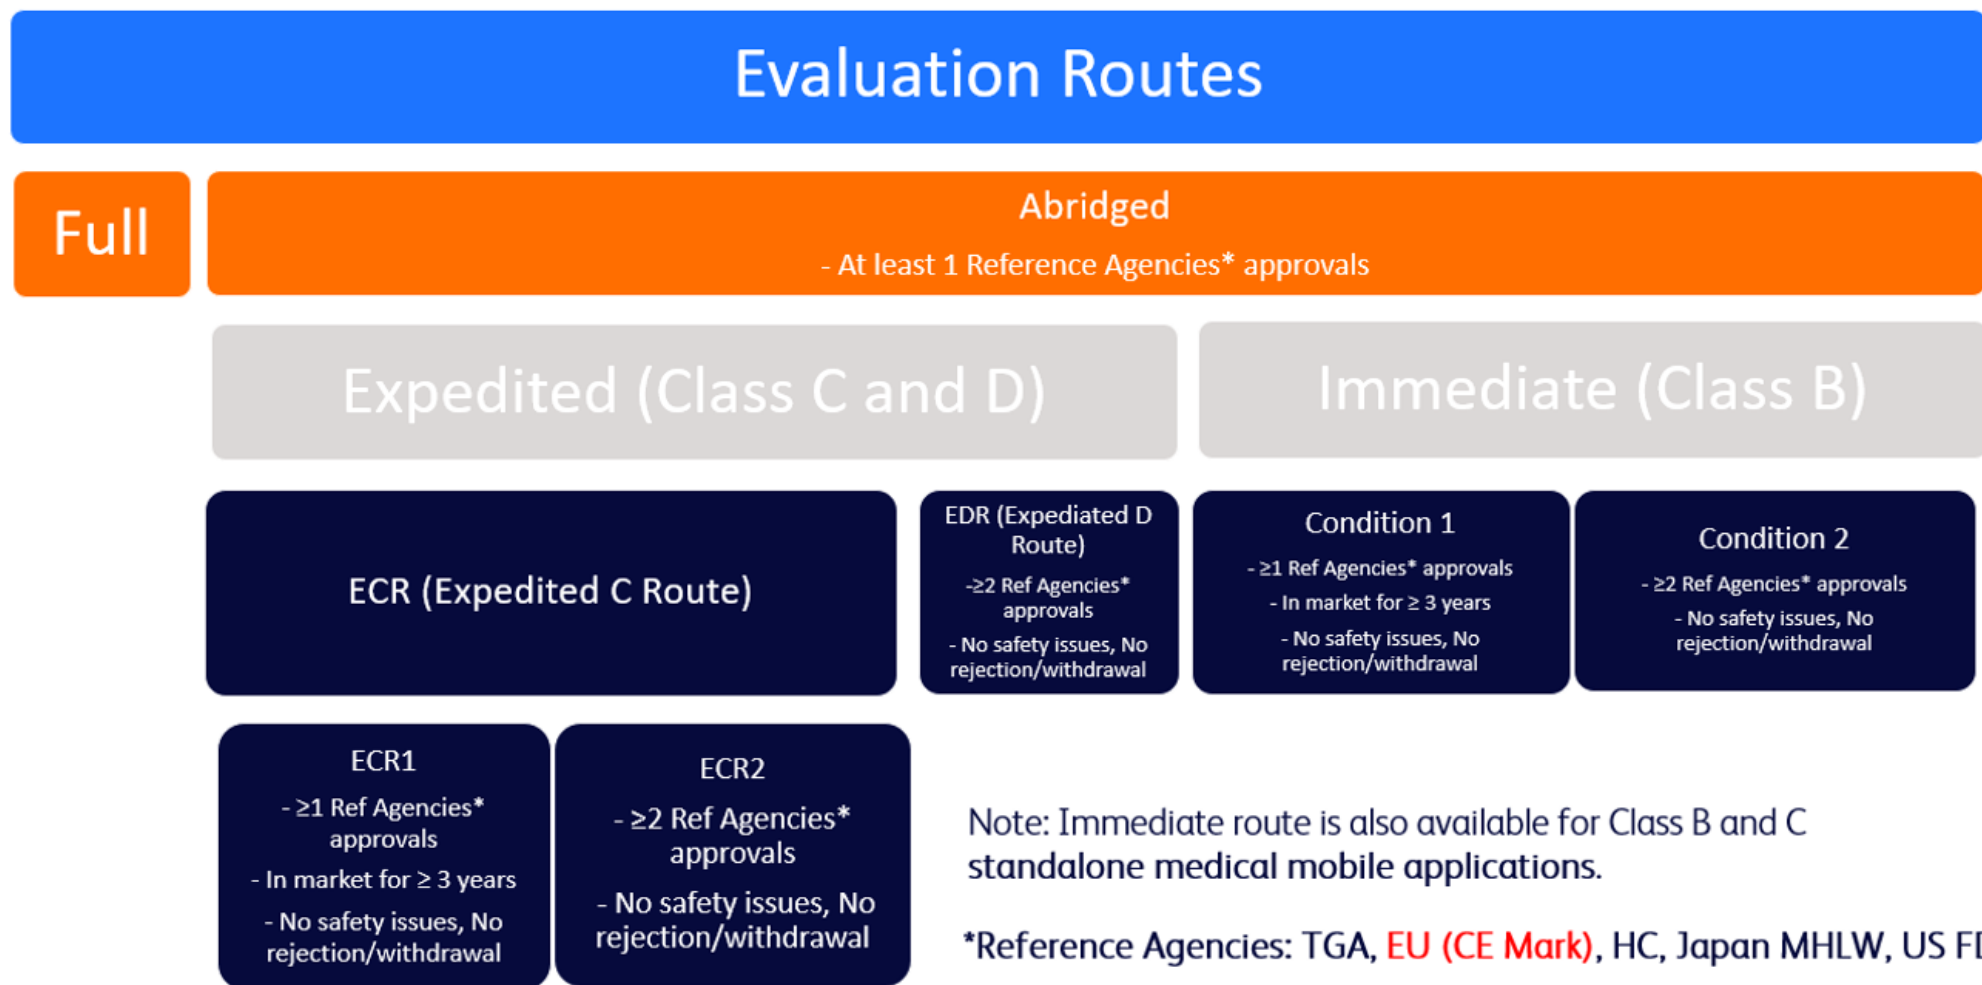 Evaluation Routes
Full
Abridged
- At least 1 Reference Agencies* approvals
Expedited (Class C and D)
Immediate (Class B)
ECR (Expedited C Route)
EDR (Expediated D
Route)
-≥2 Ref Agencies*
approvals
- No safety issues, No
rejection/withdrawal
Condition 1
- ≥1 Ref Agencies* approvals
- In market for ≥ 3 years
- No safety issues, No
rejection/withdrawal
Condition 2
- ≥2 Ref Agencies* approvals
- No safety issues, No
rejection/withdrawal
ECR1
- ≥1 Ref Agencies*
approvals
- In market for ≥ 3 years
- No safety issues, No
rejection/withdrawal
ECR2
- ≥2 Ref Agencies*
approvals
- No safety issues, No
rejection/withdrawal
Note: Immediate route is also available for Class B and C
standalone medical mobile applications.
*Reference Agencies: TGA, EU (CE Mark), HC, Japan MHLW, US